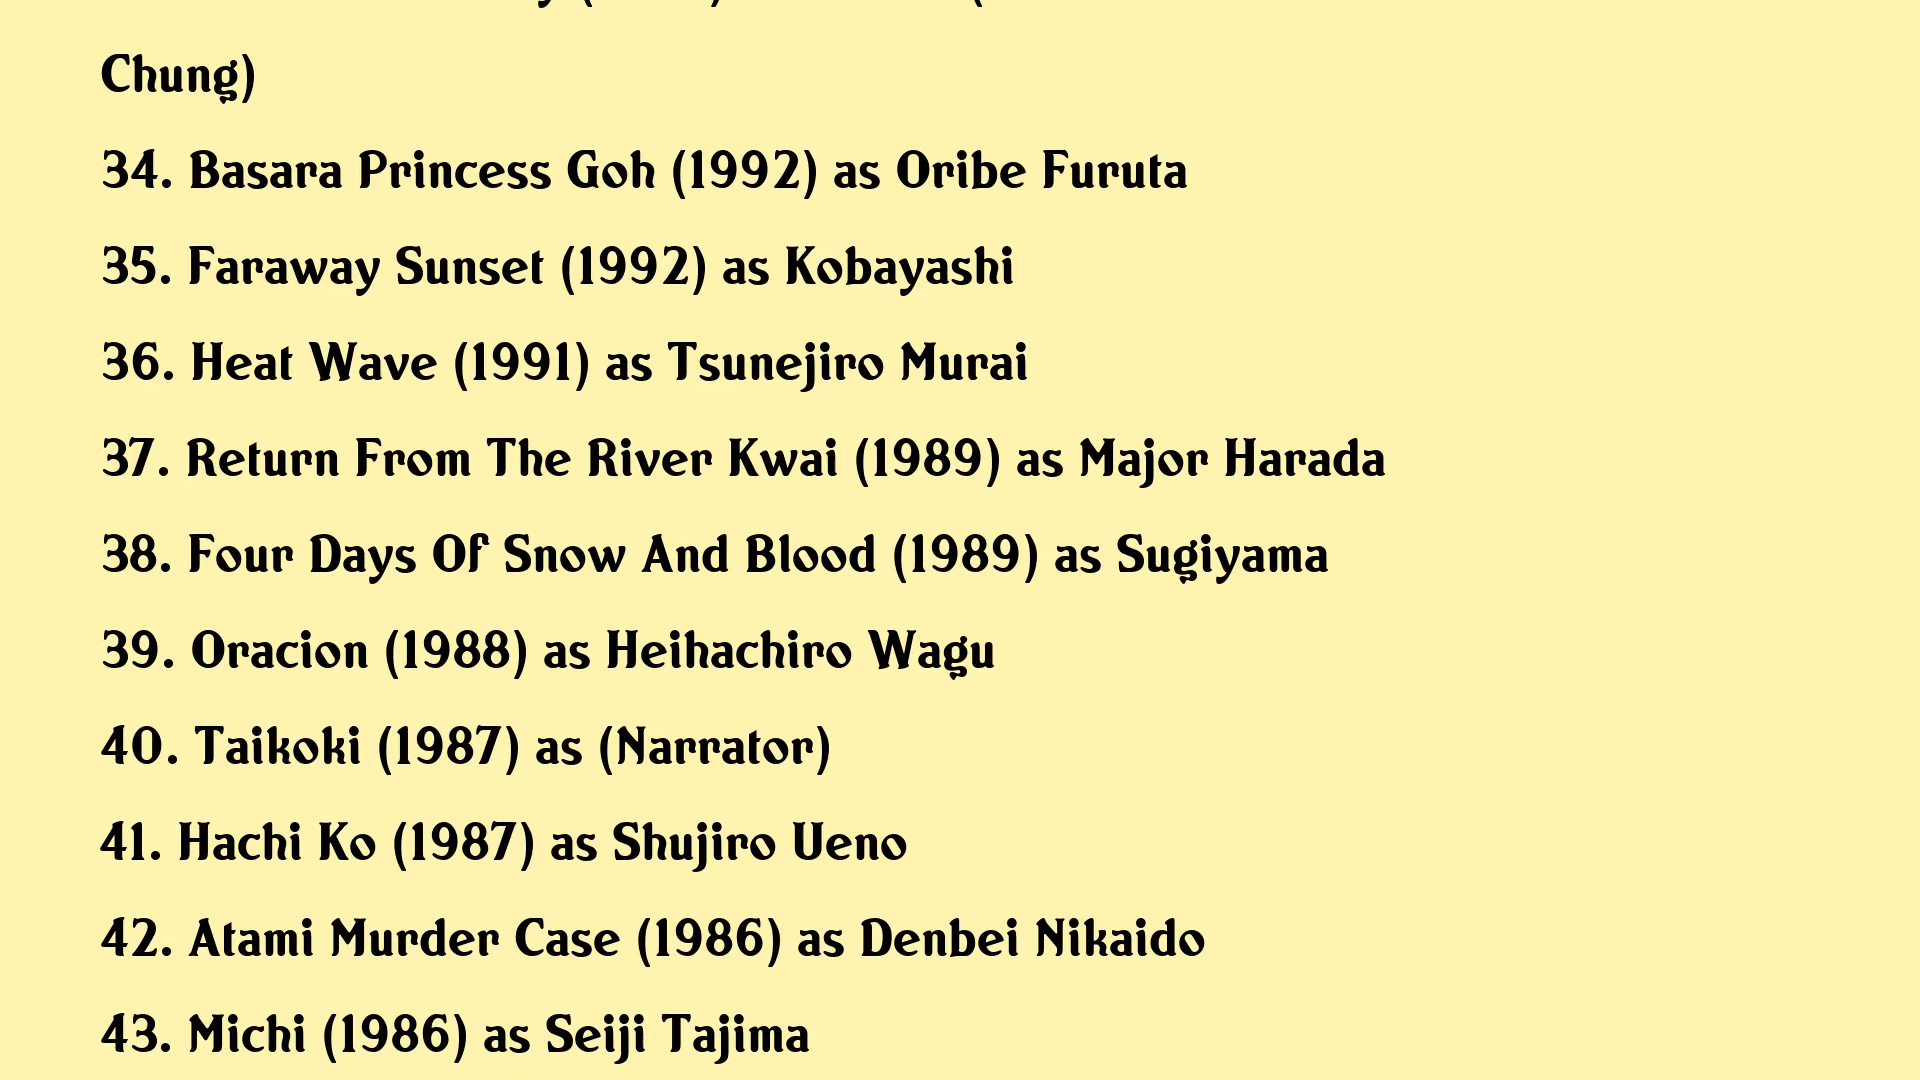 Chung)
34. Basara Princess Goh (1992) as Oribe Furuta
35. Faraway Sunset (1992) as Kobayashi
36. Heat Wave (1991) as Tsunejiro Murai
37. Return From The River Kwai (1989) as Major Harada
38. Four Days Of Snow And Blood (1989) as Sugiyama
39. Oracion (1988) as Heihachiro Wagu
40. Taikoki (1987) as (Narrator)
41. Hachi Ko (1987) as Shujiro Ueno
42. Atami Murder Case (1986) as Denbei Nikaido
43. Michi (1986) as Seiji Tajima